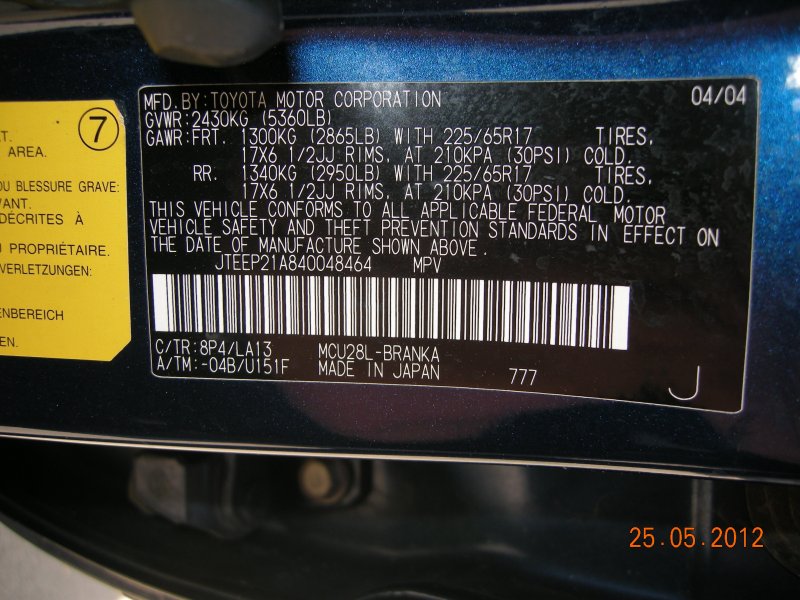 MFD. BY: TOYOTA MOTOR CORPORATION 04/04
GVWR: 2430KG (5360LB)
GAWR: FRT. 1300KG (2865LB) WITH 225/65R17 TIRES,
17X6 1/2JJ RIMS, AT 210KPA (30PSI) COLD.
RR. 1340KG (2950LB) WITH 225/65R17 TIRES,
17X6 1/2JJ RIMS, AT 210KPA (30PSI) COLD.
THIS VEHICLE CONFORMS TO ALL APPLICABLE FEDERAL MOTOR
VEHICLE SAFETY AND THEFT PREVENTION STANDARDS IN EFFECT ON
THE DATE OF MANUFACTURE SHOWN ABOVE.
JTEEP21A840048464 MPV
C/TR: 8P4/LA13 MCU28L-BRANKA
A/TM: -04B/U151F MADE IN JAPAN 777 J
7
AREA.
OU BLESSURE GRAVE:
VANT.
DÉCRITES À
U PROPRIÉTAIRE.
VERLETZUNGEN:
ENBEREICH
EN.
25.05.2012